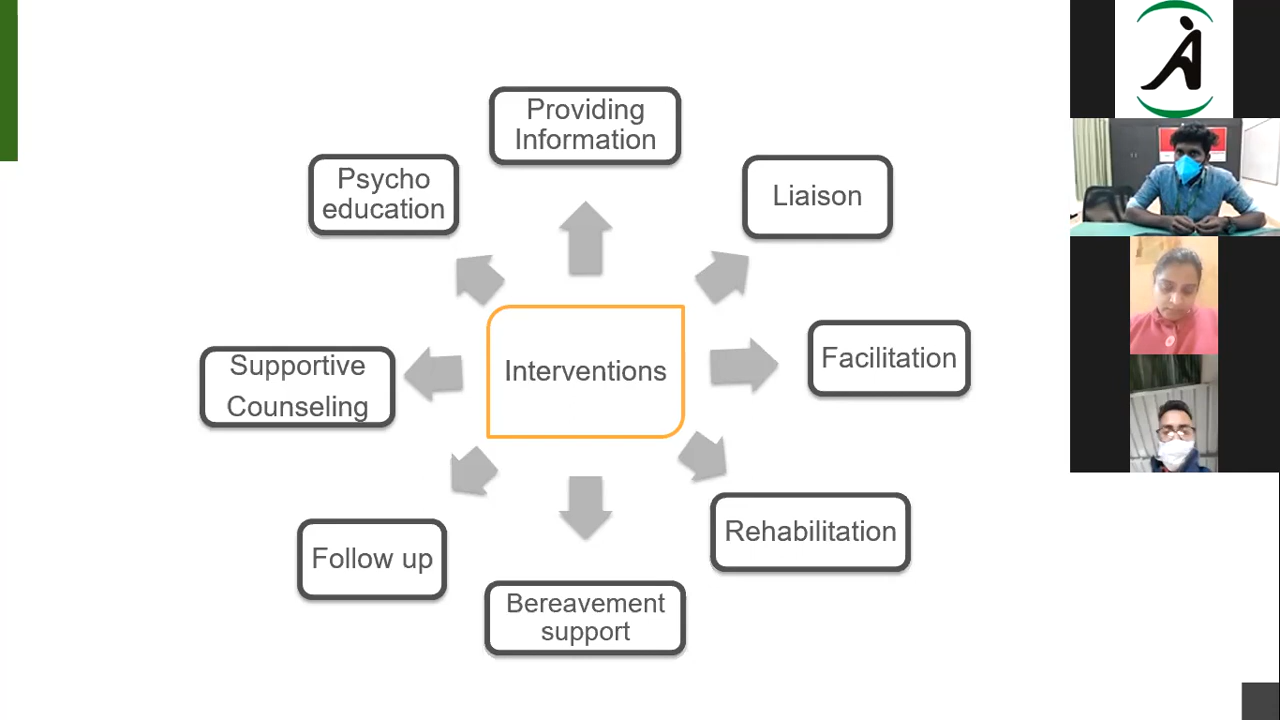 Providing
Information
Psycho
education
Liaison
Interventions
Facilitation
Supportive
Counseling
Rehabilitation
Follow up
Bereavement
support